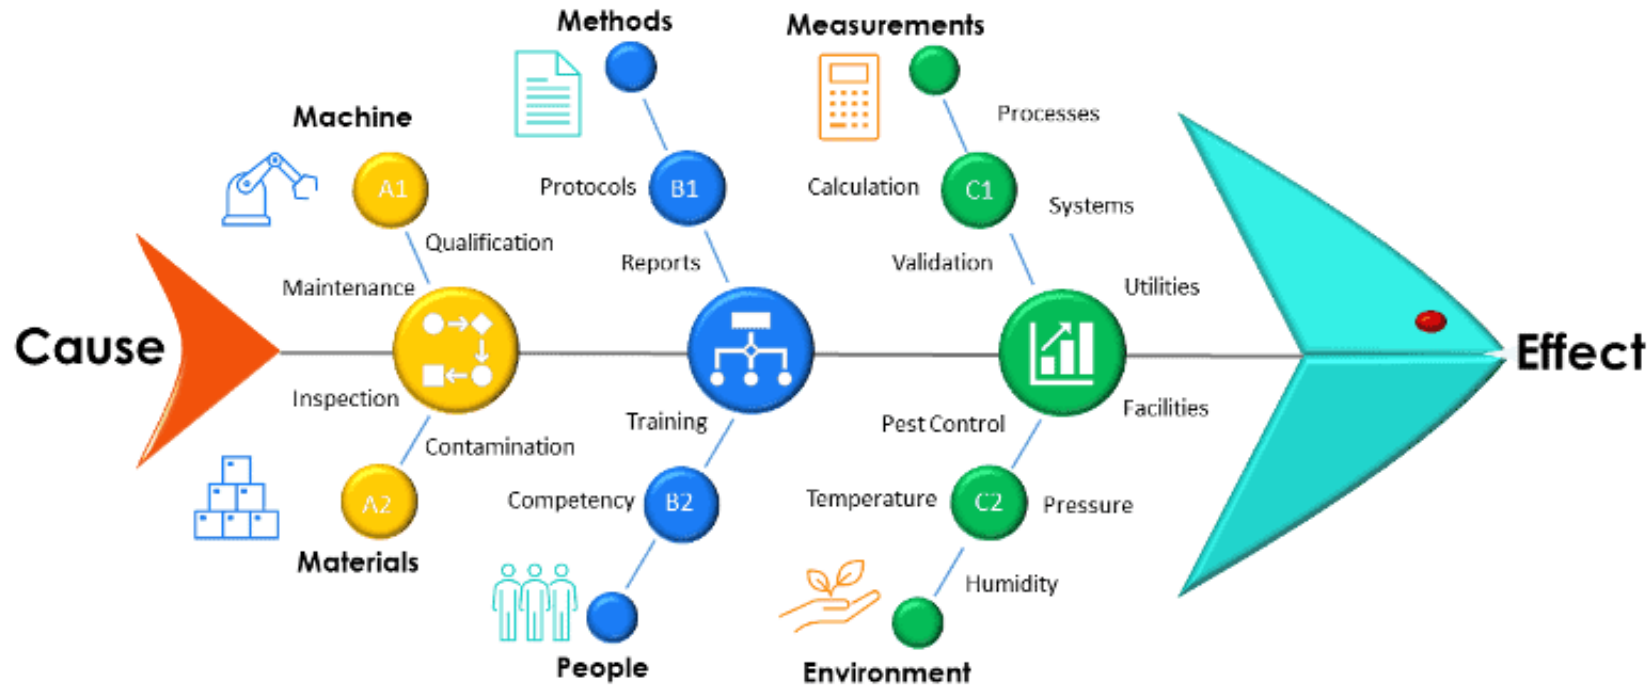 Methods
Measurements
Machine
Processes
A1
Protocols
B1
Calculation
C1
Systems
Qualification
Reports
Validation
Maintenance
Utilities
Cause
Effect
Inspection
Contamination
Training
Pest Control
Facilities
A2
Competency
B2
Temperature
C2
Pressure
Materials
Humidity
People
Environment